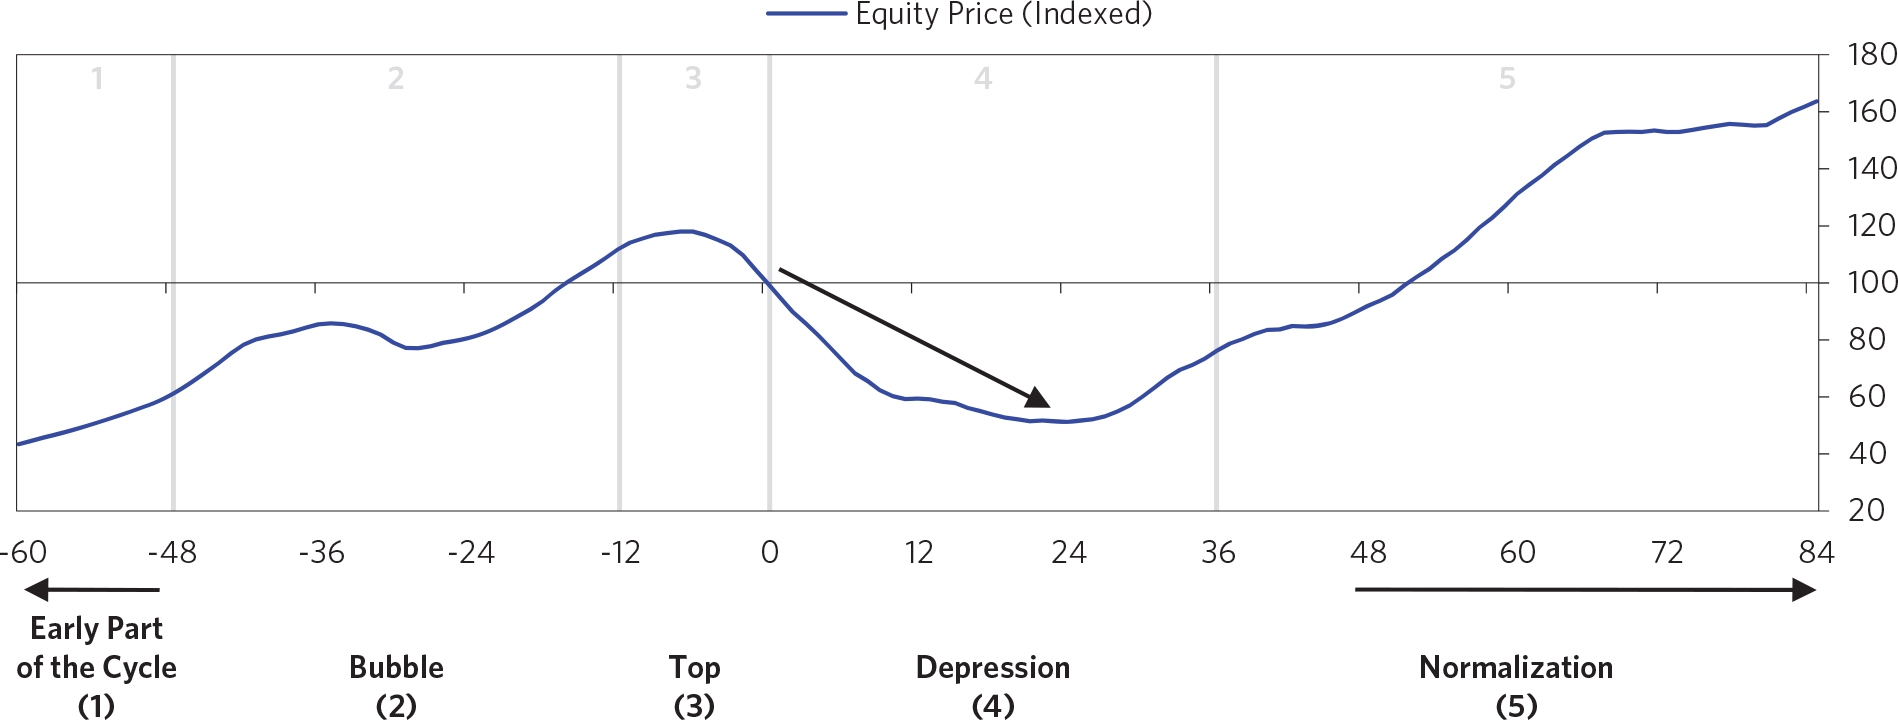 Equity Price (Indexed)
1 2 3 4 5
180
160
140
120
100
80
60
40
20
-60 -48 -36 -24 -12 0 12 24 36 48 60 72 84
Early Part
of the Cycle
(1)
Bubble
(2)
Top
(3)
Depression
(4)
Normalization
(5)